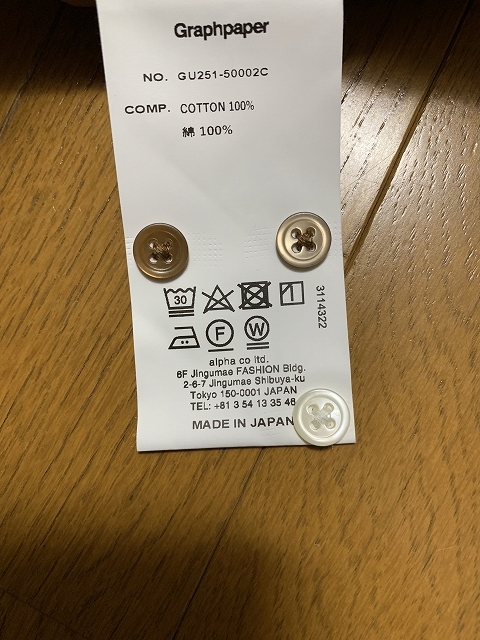 Graphpaper
NO. GU251-50002C
COMP. COTTON 100%
綿 100%
30
3114322
F W
alpha co ltd.
6F Jingumae FASHION Bldg.
2-6-7 Jingumae Shibuya-ku
Tokyo 150-0001 JAPAN
TEL: +81 3 54 13 35 46
MADE IN JAPAN